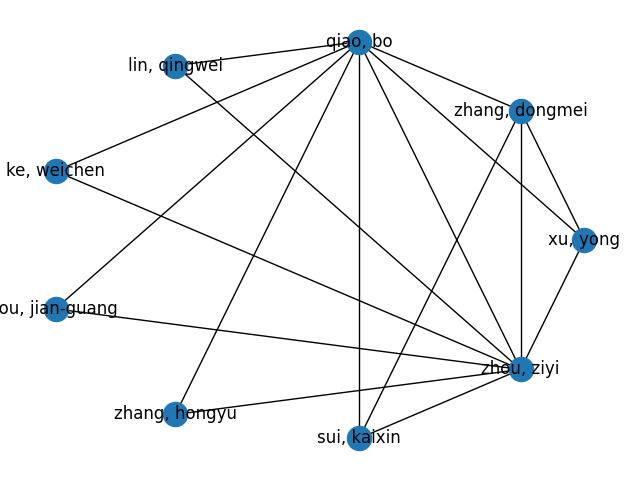 qiao, bo
lin, qingwei
zhang, dongmei
ke, weichen
xu, yong
ou, jian-guang
zhou, ziyi
zhang, hongyu
sui, kaixin